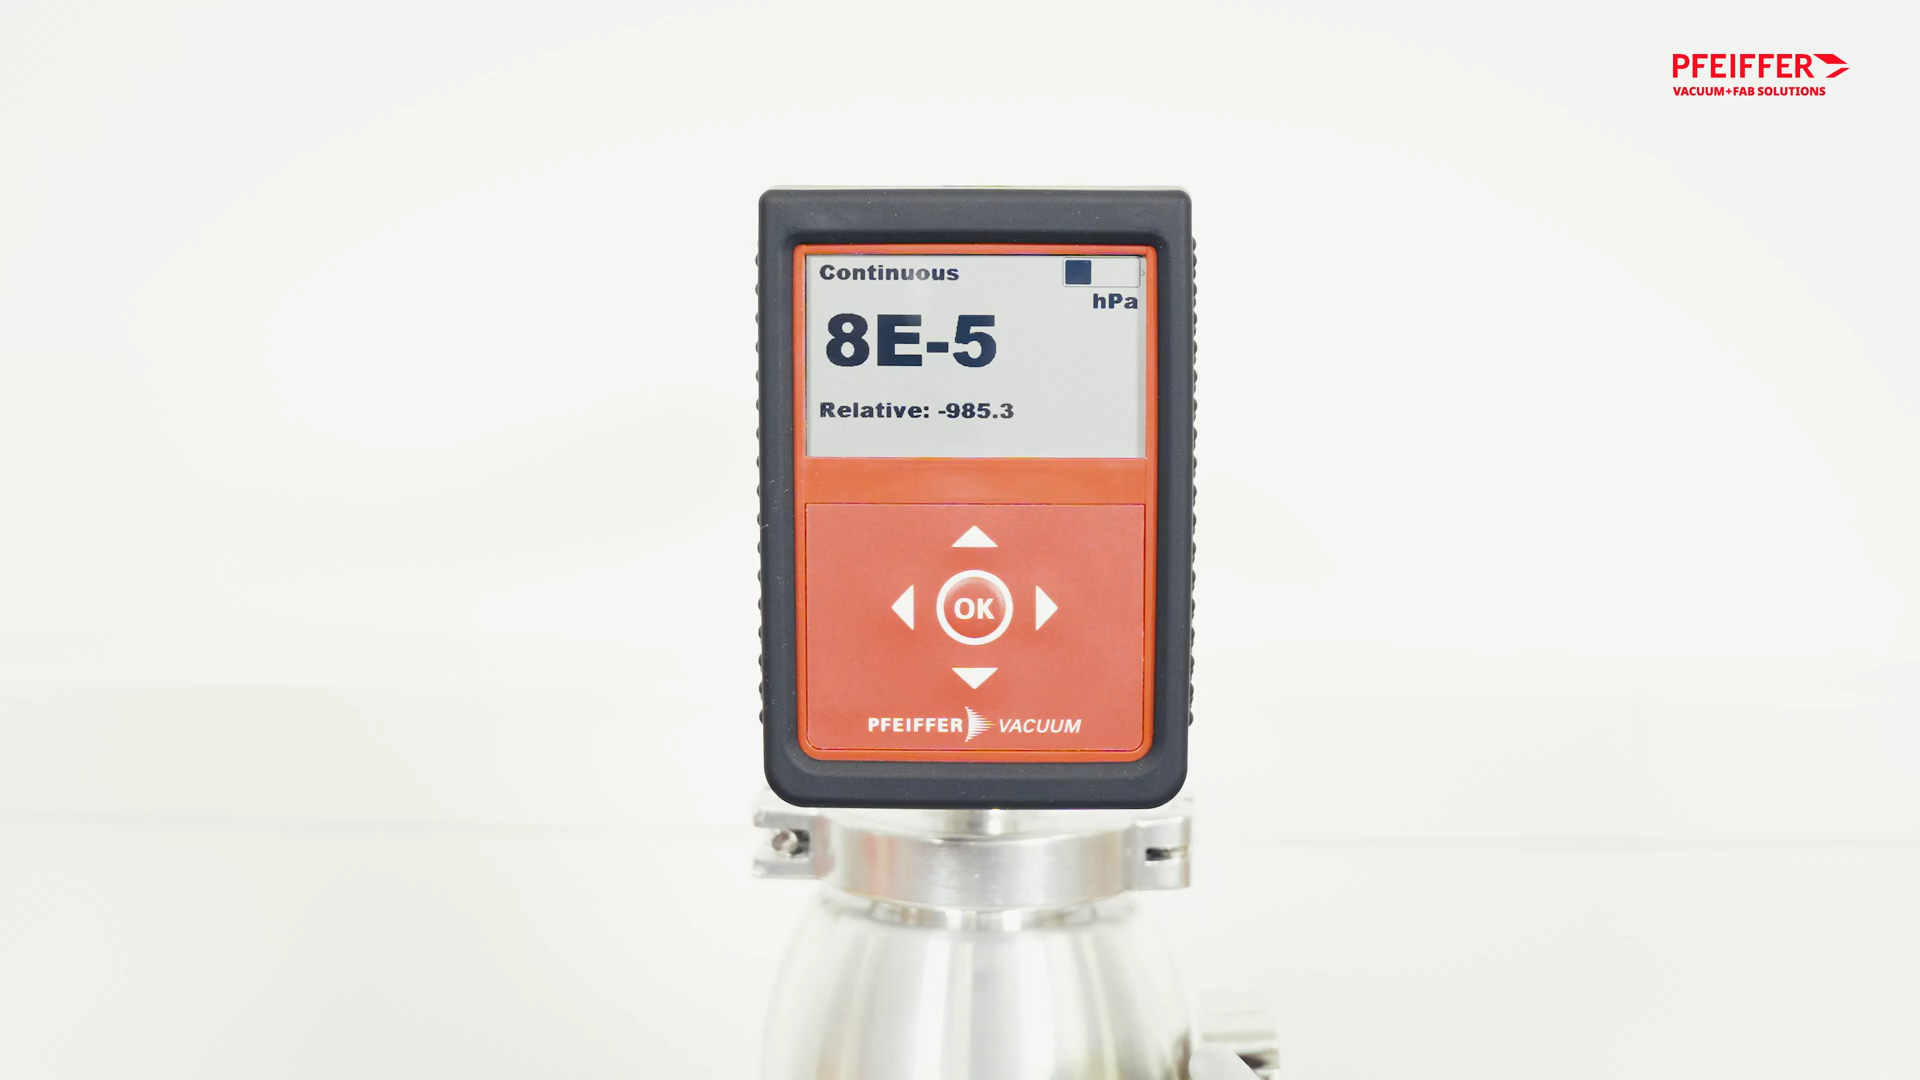 PFEIFFER
VACUUM+FAB SOLUTIONS
Continuous
hPa
8E-5
Relative: -985.3
OK
PFEIFFER VACUUM